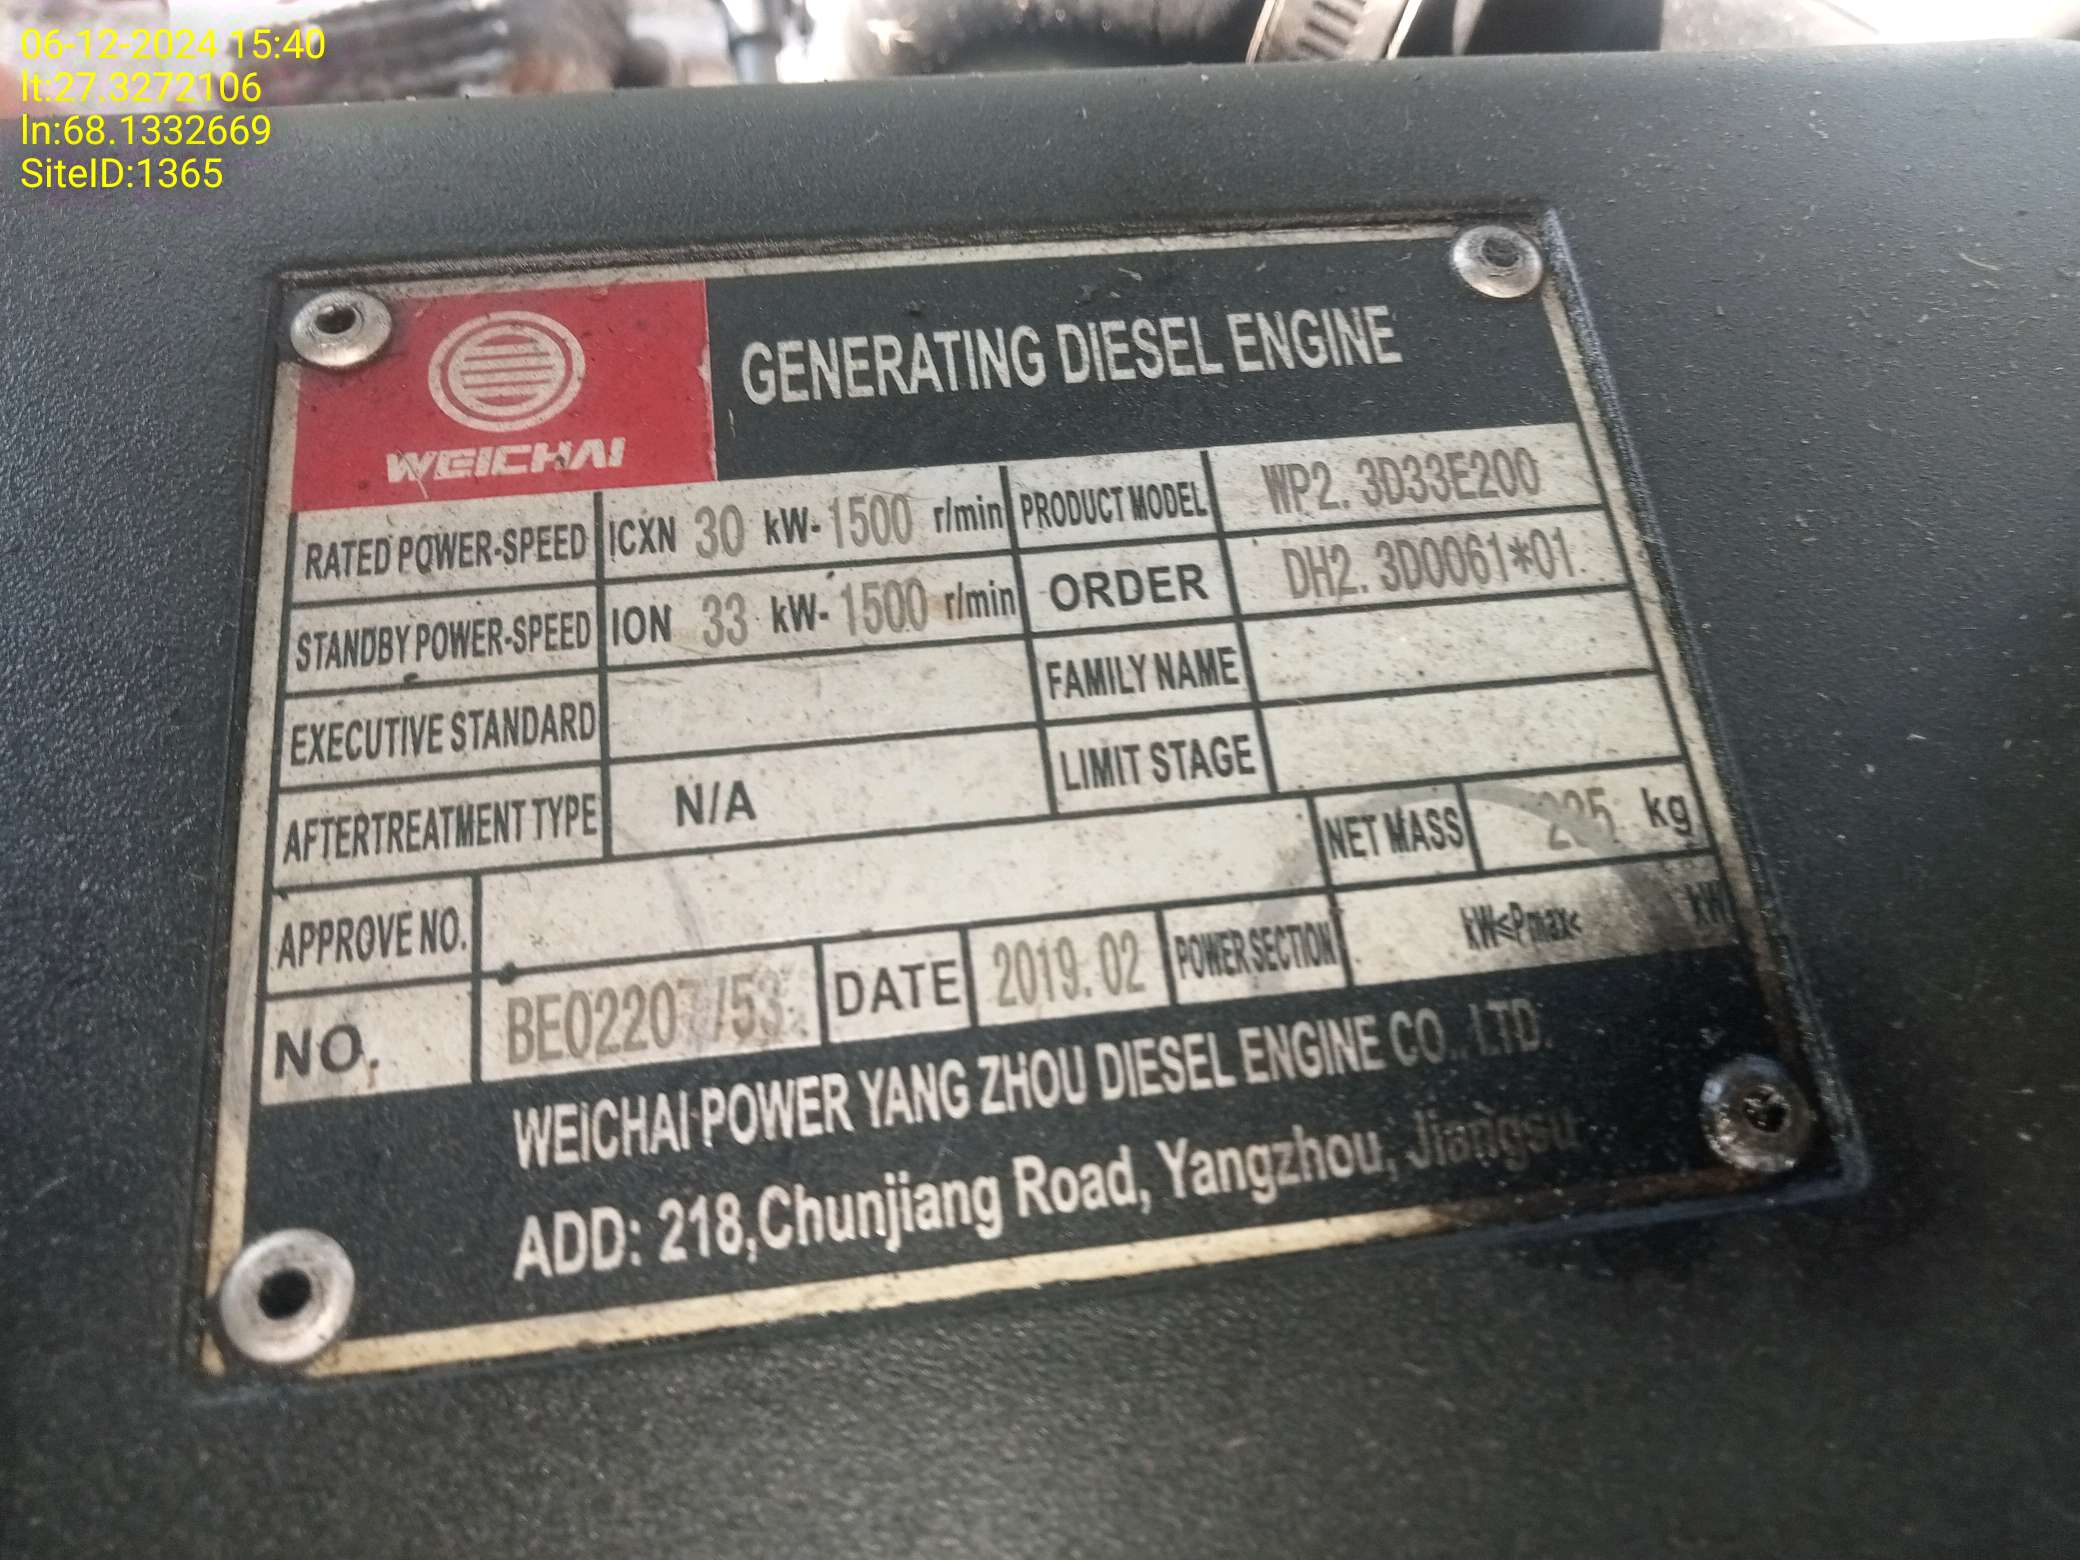 06-12-2024 15:40
lt:27.3272106
ln:68.1332669
SiteID:1365
WEICHAI
GENERATING DIESEL ENGINE
RATED POWER-SPEED ICXN 30 kW- 1500 r/min PRODUCT MODEL WP2.3D33E200
STANDBY POWER-SPEED ION 33 kW- 1500 r/min ORDER DH2.3D0061*01
EXECUTIVE STANDARD FAMILY NAME
AFTERTREATMENT TYPE N/A LIMIT STAGE
APPROVE NO. NET MASS kg
NO. DATE 2019.02 POWER SECTION kW<Pmax< kW
WEICHAI POWER YANG ZHOU DIESEL ENGINE CO., LTD.
ADD: 218,Chunjiang Road, Yangzhou, Jiangsu